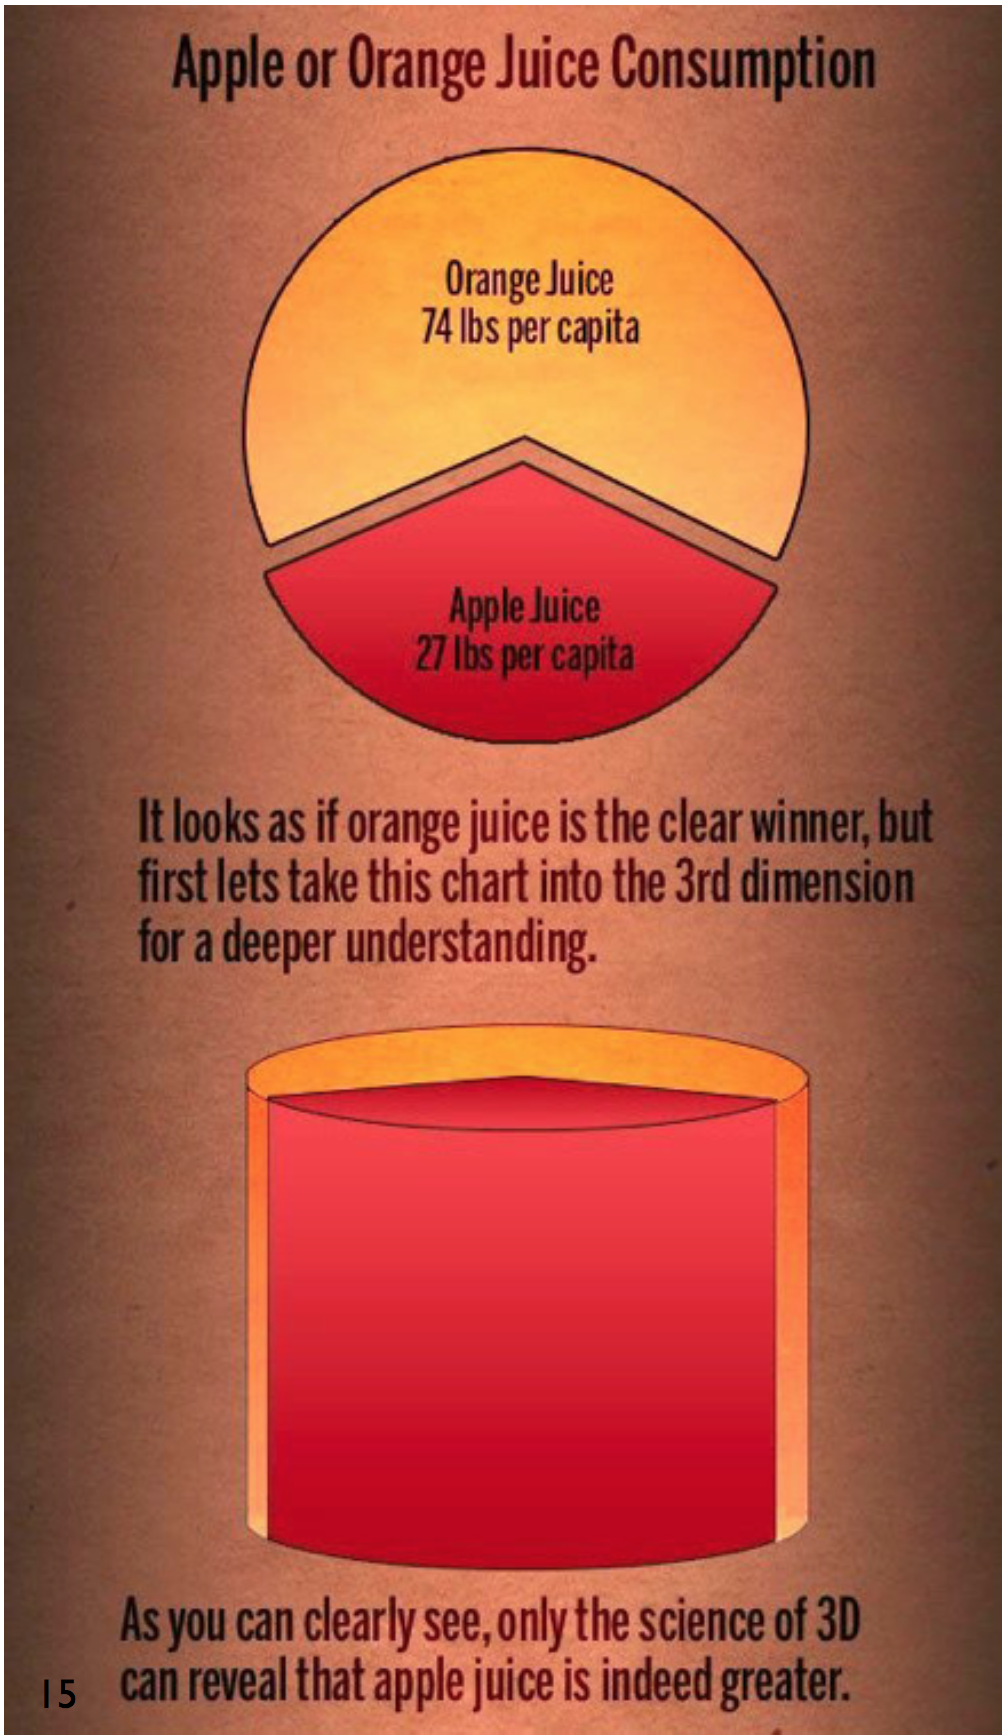 Apple or Orange Juice Consumption
Orange Juice
74 lbs per capita
Apple Juice
27 lbs per capita
It looks as if orange juice is the clear winner, but
first lets take this chart into the 3rd dimension
for a deeper understanding.
As you can clearly see, only the science of 3D
can reveal that apple juice is indeed greater.
15